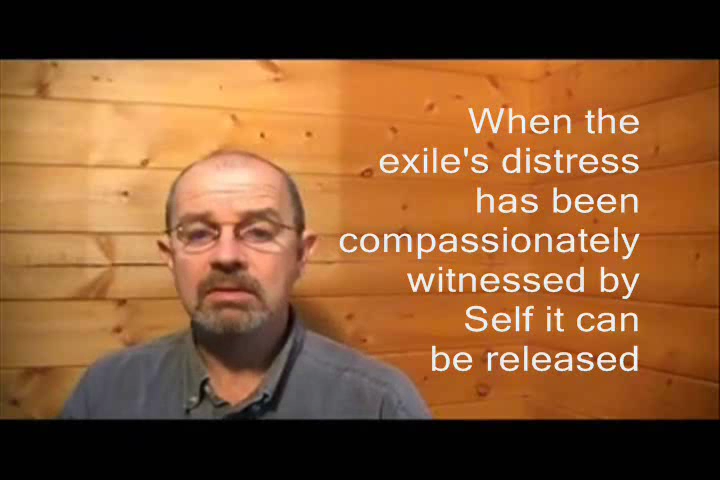 When the
exile's distress
has been
compassionately
witnessed by
Self it can
be released